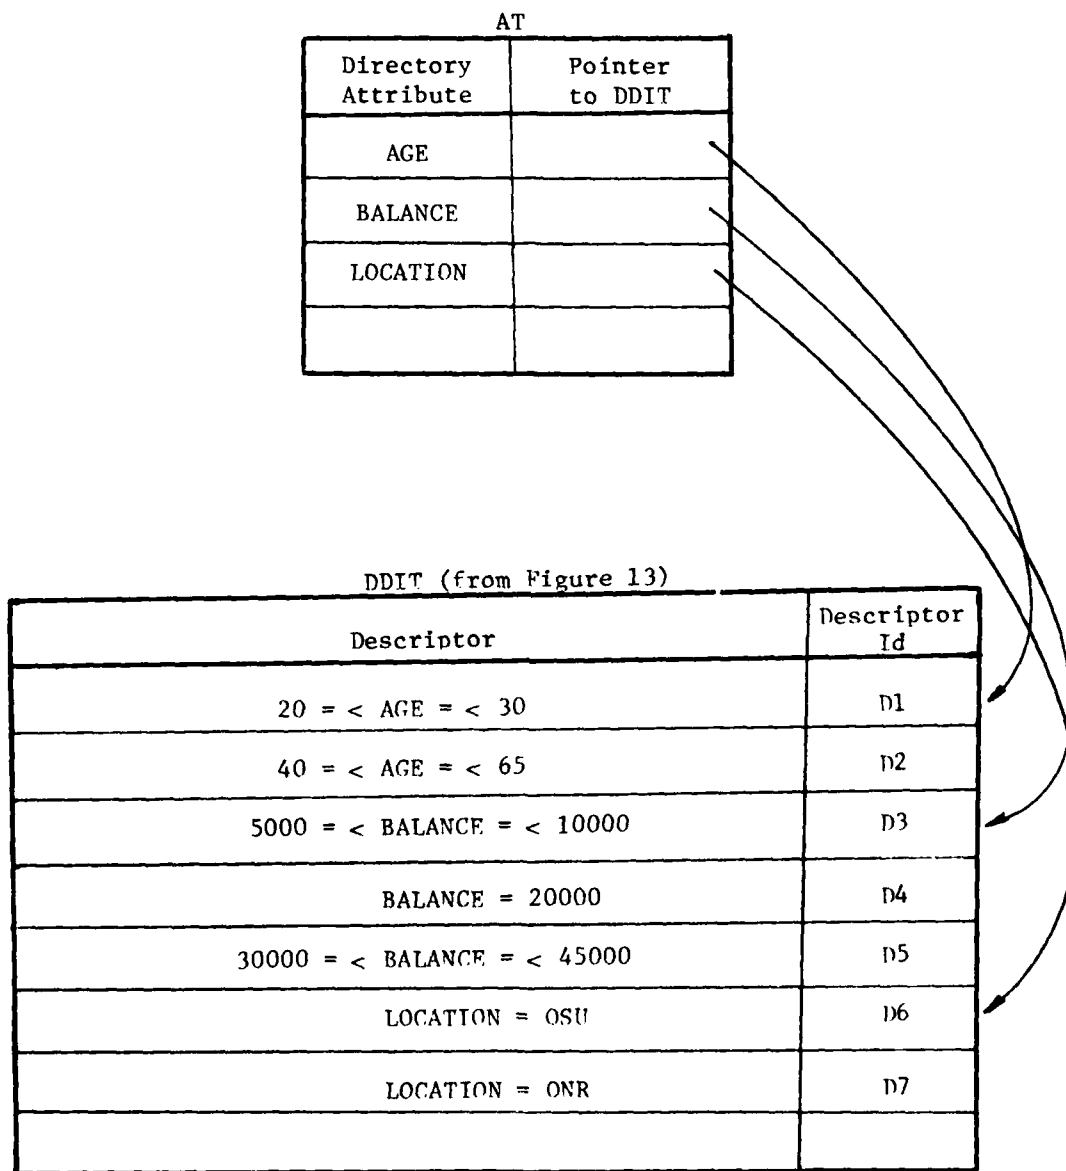 AT
Directory Attribute Pointer to DDIT
AGE
BALANCE
LOCATION
DDIT (from Figure 13)
Descriptor Descriptor Id
20 = < AGE = < 30 D1
40 = < AGE = < 65 D2
5000 = < BALANCE = < 10000 D3
BALANCE = 20000 D4
30000 = < BALANCE = < 45000 D5
LOCATION = OSU D6
LOCATION = ONR D7